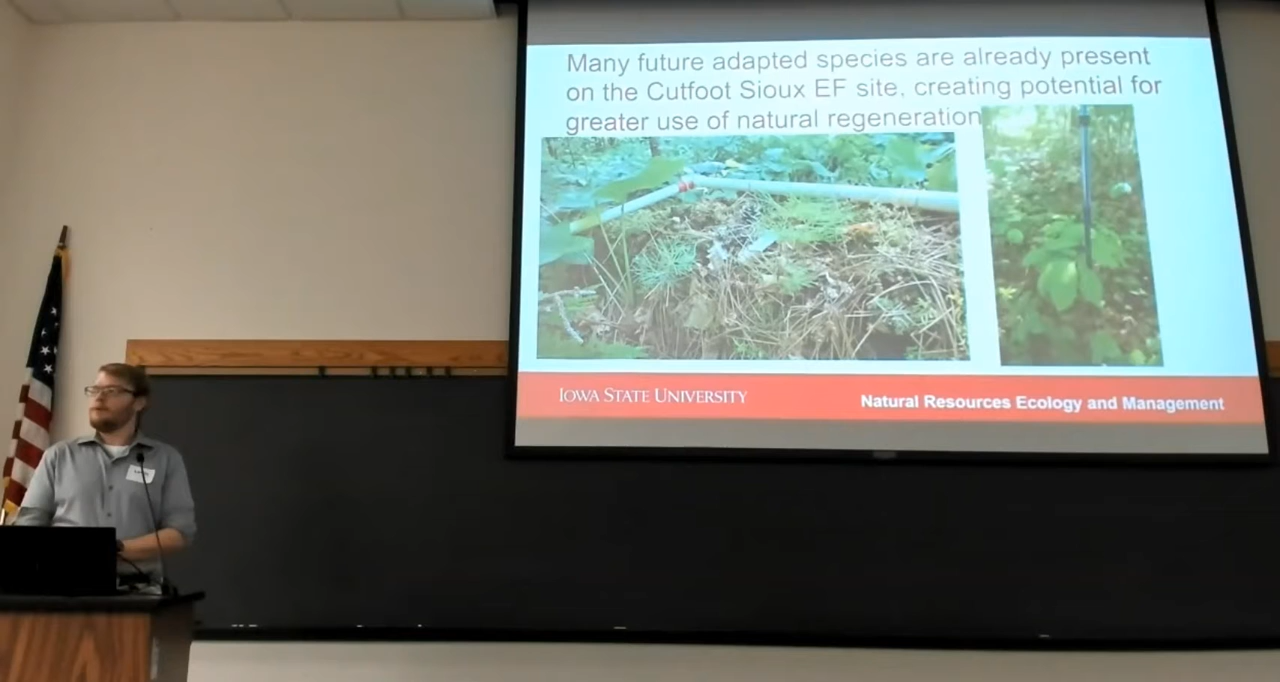 Many future adapted species are already present
on the Cutfoot Sioux EF site, creating potential for
greater use of natural regeneration
IOWA STATE UNIVERSITY
Natural Resources Ecology and Management